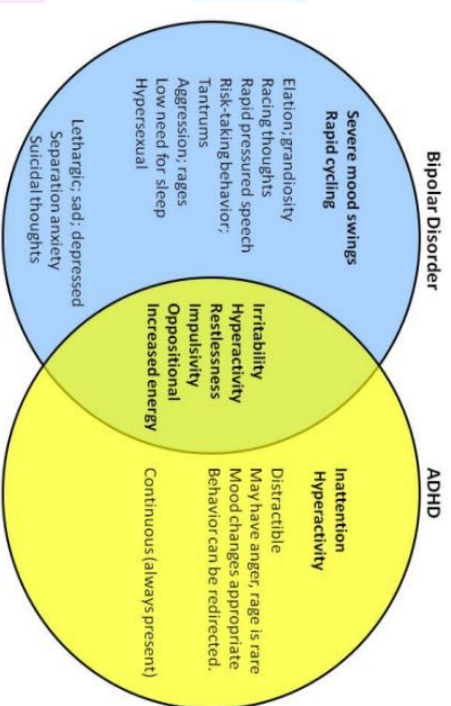 Bipolar Disorder
Severe mood swings
Rapid cycling
Elation; grandiosity
Racing thoughts
Rapid pressured speech
Risk-taking behavior;
Tantrums
Aggression; rages
Low need for sleep
Hypersexual
Lethargic; sad; depressed
Separation anxiety
Suicidal thoughts
Irritability
Hyperactivity
Restlessness
Impulsivity
Oppositional
Increased energy
ADHD
Inattention
Hyperactivity
Distractible
May have anger, rage is rare
Mood changes appropriate
Behavior can be redirected.
Continuous (always present)